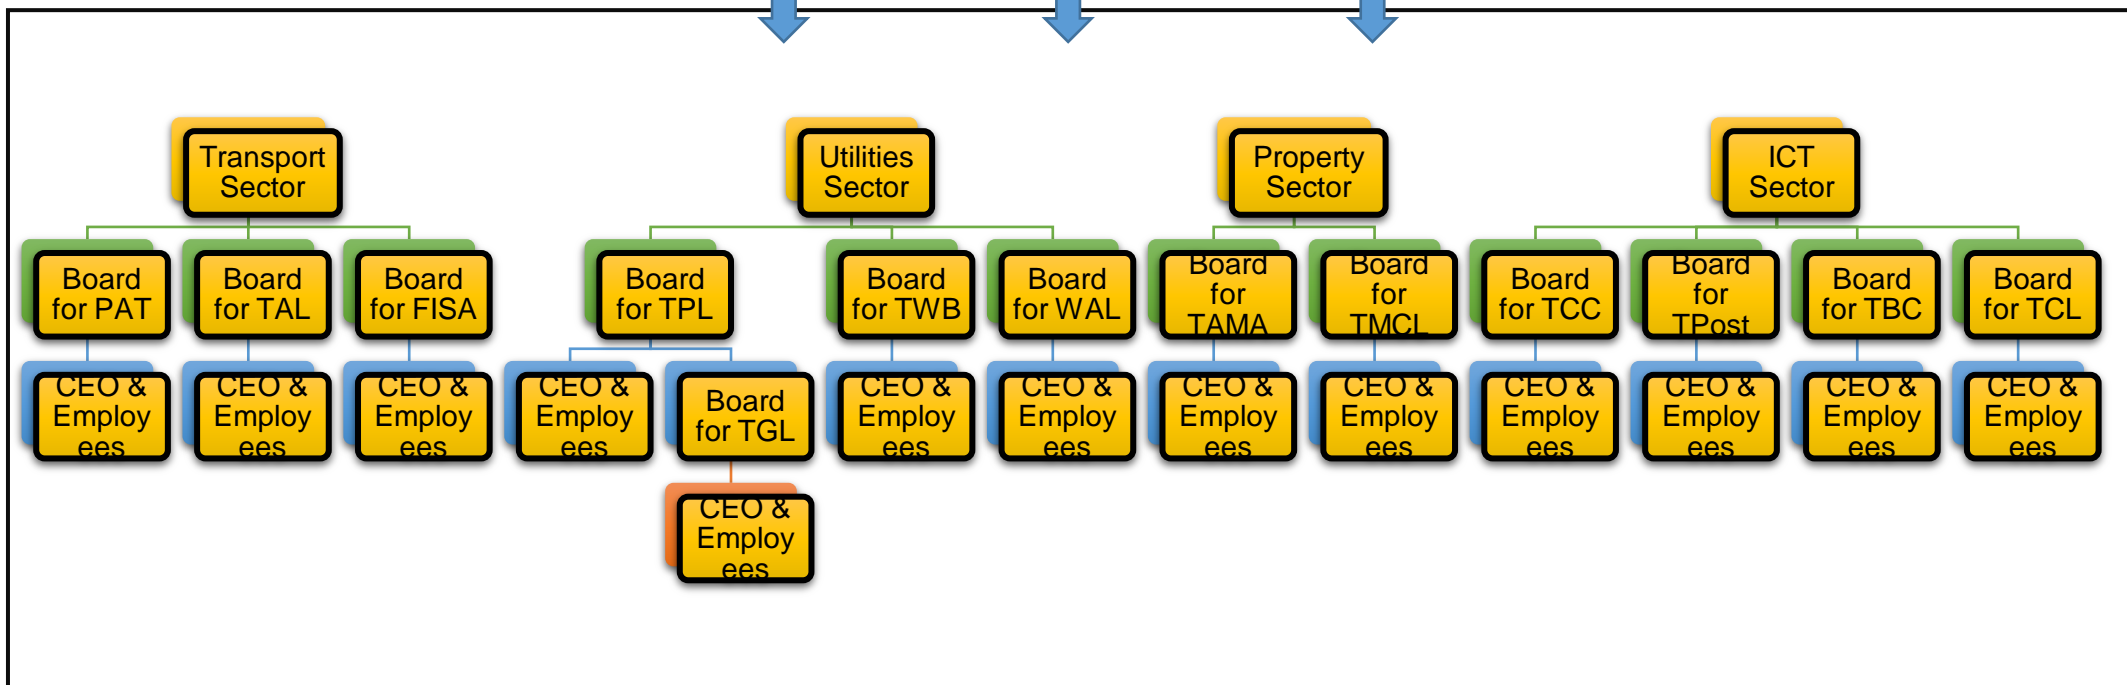 Transport
Sector
Utilities
Sector
Property
Sector
ICT
Sector
Board
for PAT
Board
for TAL
Board
for FISA
Board
for TPL
Board
for TWB
Board
for WAL
Board
for
TAMA
Board
for
TMCL
Board
for TCC
Board
for
TPost
Board
for TBC
Board
for TCL
CEO &
Employ
ees
CEO &
Employ
ees
CEO &
Employ
ees
CEO &
Employ
ees
Board
for TGL
CEO &
Employ
ees
CEO &
Employ
ees
CEO &
Employ
ees
CEO &
Employ
ees
CEO &
Employ
ees
CEO &
Employ
ees
CEO &
Employ
ees
CEO &
Employ
ees
CEO &
Employ
ees